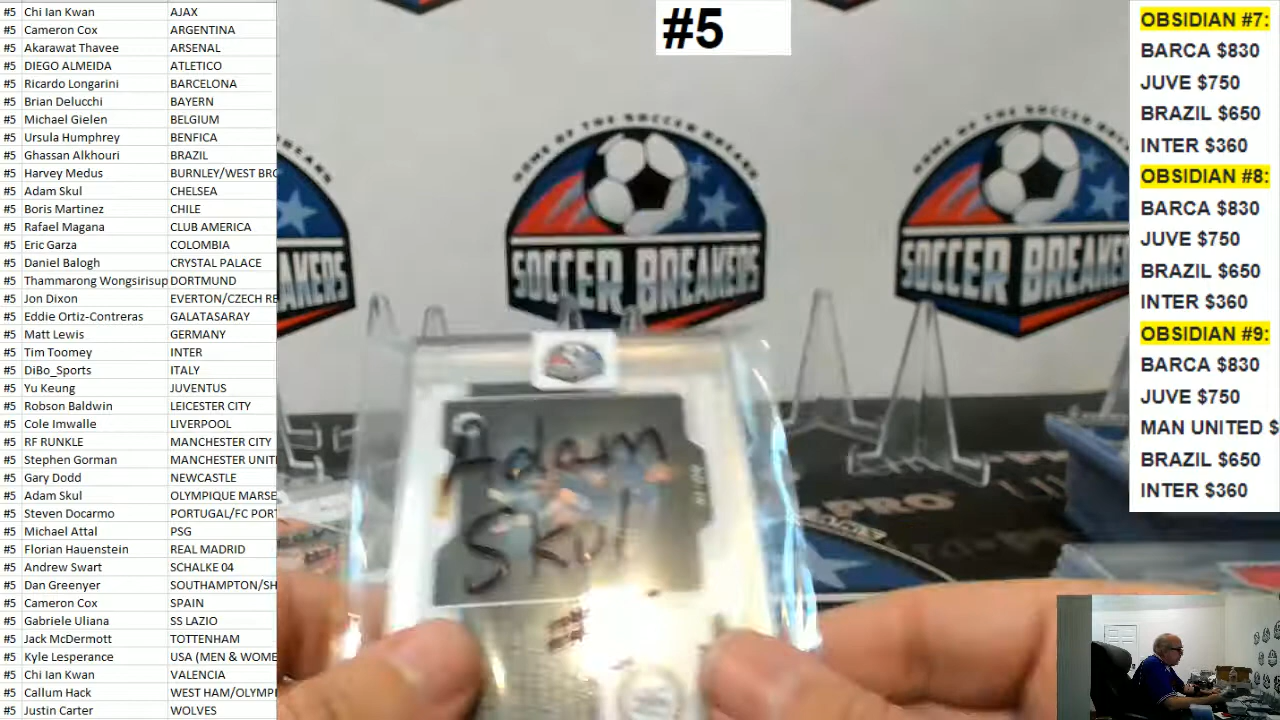 #5 Chi Ian Kwan AJAX
#5 Cameron Cox ARGENTINA
#5 Akarawat Thavee ARSENAL
#5 DIEGO ALMEIDA ATLETICO
#5 Ricardo Longarini BARCELONA
#5 Brian Delucchi BAYERN
#5 Michael Gielen BELGIUM
#5 Ursula Humphrey BENFICA
#5 Ghassan Alkhouri BRAZIL
#5 Harvey Medus BURNLEY/WEST BRO
#5 Adam Skul CHELSEA
#5 Boris Martinez CHILE
#5 Rafael Magana CLUB AMERICA
#5 Eric Garza COLOMBIA
#5 Daniel Balogh CRYSTAL PALACE
#5 Thammarong Wongsirisup DORTMUND
#5 Jon Dixon EVERTON/CZECH RE
#5 Eddie Ortiz-Contreras GALATASARAY
#5 Matt Lewis GERMANY
#5 Tim Toomey INTER
#5 DiBo_Sports ITALY
#5 Yu Keung JUVENTUS
#5 Robson Baldwin LEICESTER CITY
#5 Cole Imwalle LIVERPOOL
#5 RF RUNKLE MANCHESTER CITY
#5 Stephen Gorman MANCHESTER UNIT
#5 Gary Dodd NEWCASTLE
#5 Adam Skul OLYMPIQUE MARSE
#5 Steven Docarmo PORTUGAL/FC POR
#5 Michael Attal PSG
#5 Florian Hauenstein REAL MADRID
#5 Andrew Swart SCHALKE 04
#5 Dan Greenyer SOUTHAMPTON/SH
#5 Cameron Cox SPAIN
#5 Gabriele Uliana SS LAZIO
#5 Jack McDermott TOTTENHAM
#5 Kyle Lesperance USA (MEN & WOME
#5 Chi Ian Kwan VALENCIA
#5 Callum Hack WEST HAM/OLYMP
#5 Justin Carter WOLVES
#5
HOME OF THE SOCCER BREAKERS
SOCCER BREAKERS
SOCCER BREAKERS
Adam
Skul
#
PRO
OBSIDIAN #7:
BARCA $830
JUVE $750
BRAZIL $650
INTER $360
OBSIDIAN #8:
BARCA $830
JUVE $750
BRAZIL $650
INTER $360
OBSIDIAN #9:
BARCA $830
JUVE $750
MAN UNITED $
BRAZIL $650
INTER $360